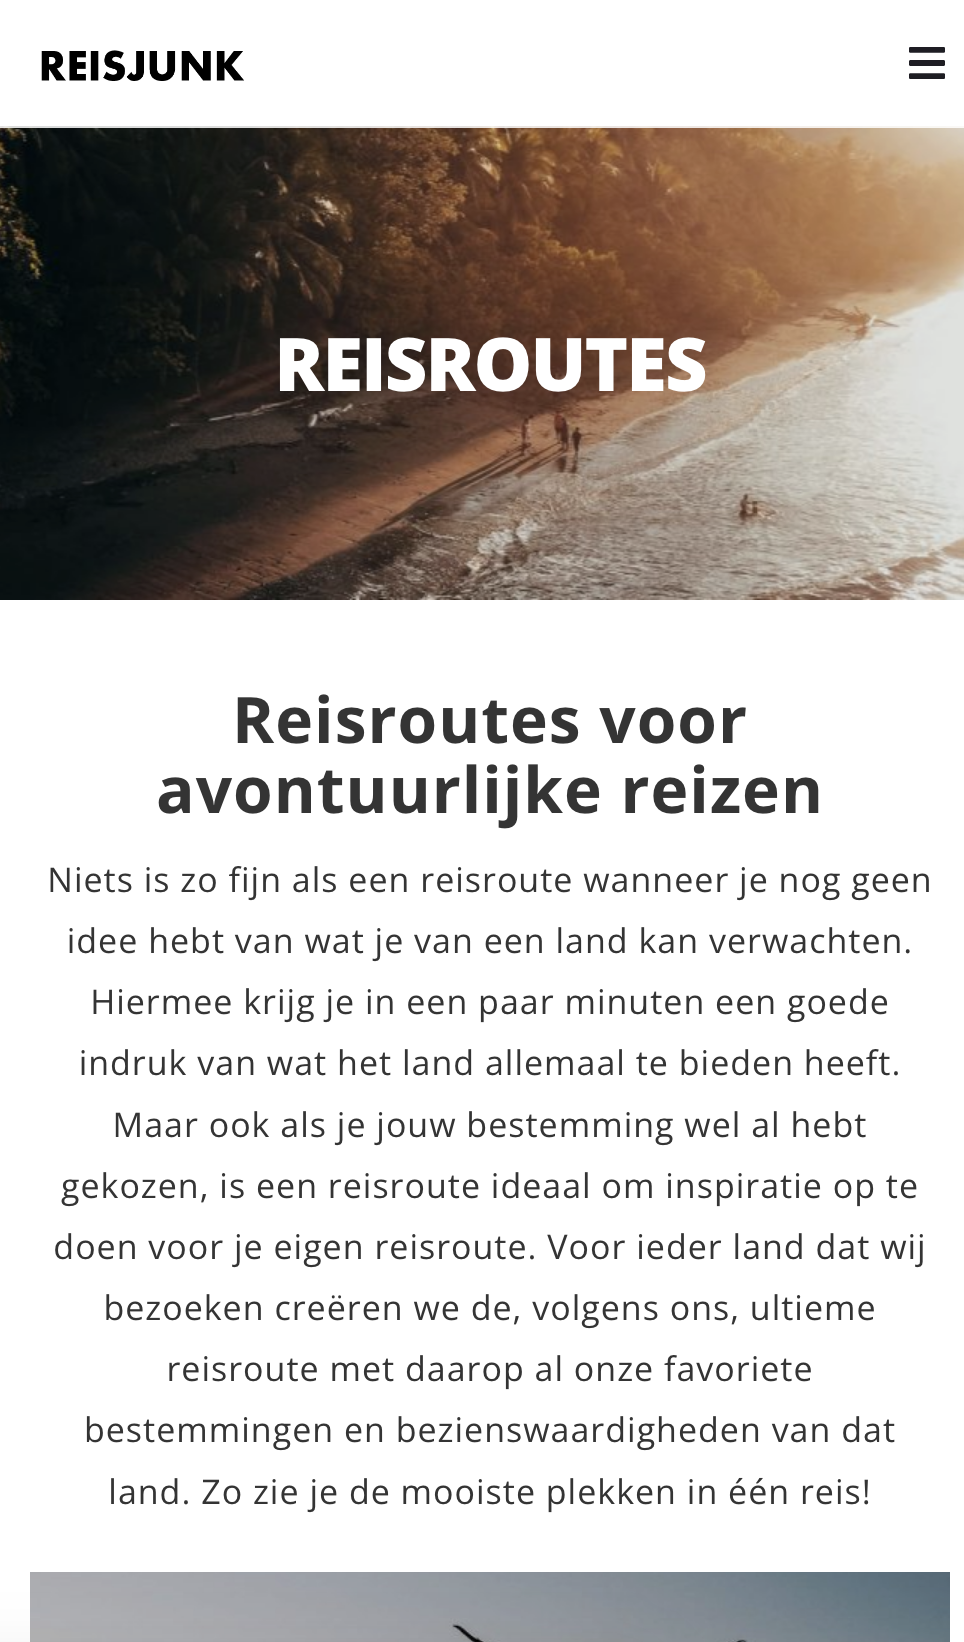 REISJUNK
REISROUTES
Reisroutes voor
avontuurlijke reizen
Niets is zo fijn als een reisroute wanneer je nog geen
idee hebt van wat je van een land kan verwachten.
Hiermee krijg je in een paar minuten een goede
indruk van wat het land allemaal te bieden heeft.
Maar ook als je jouw bestemming wel al hebt
gekozen, is een reisroute ideaal om inspiratie op te
doen voor je eigen reisroute. Voor ieder land dat wij
bezoeken creëren we de, volgens ons, ultieme
reisroute met daarop al onze favoriete
bestemmingen en bezienswaardigheden van dat
land. Zo zie je de mooiste plekken in één reis!